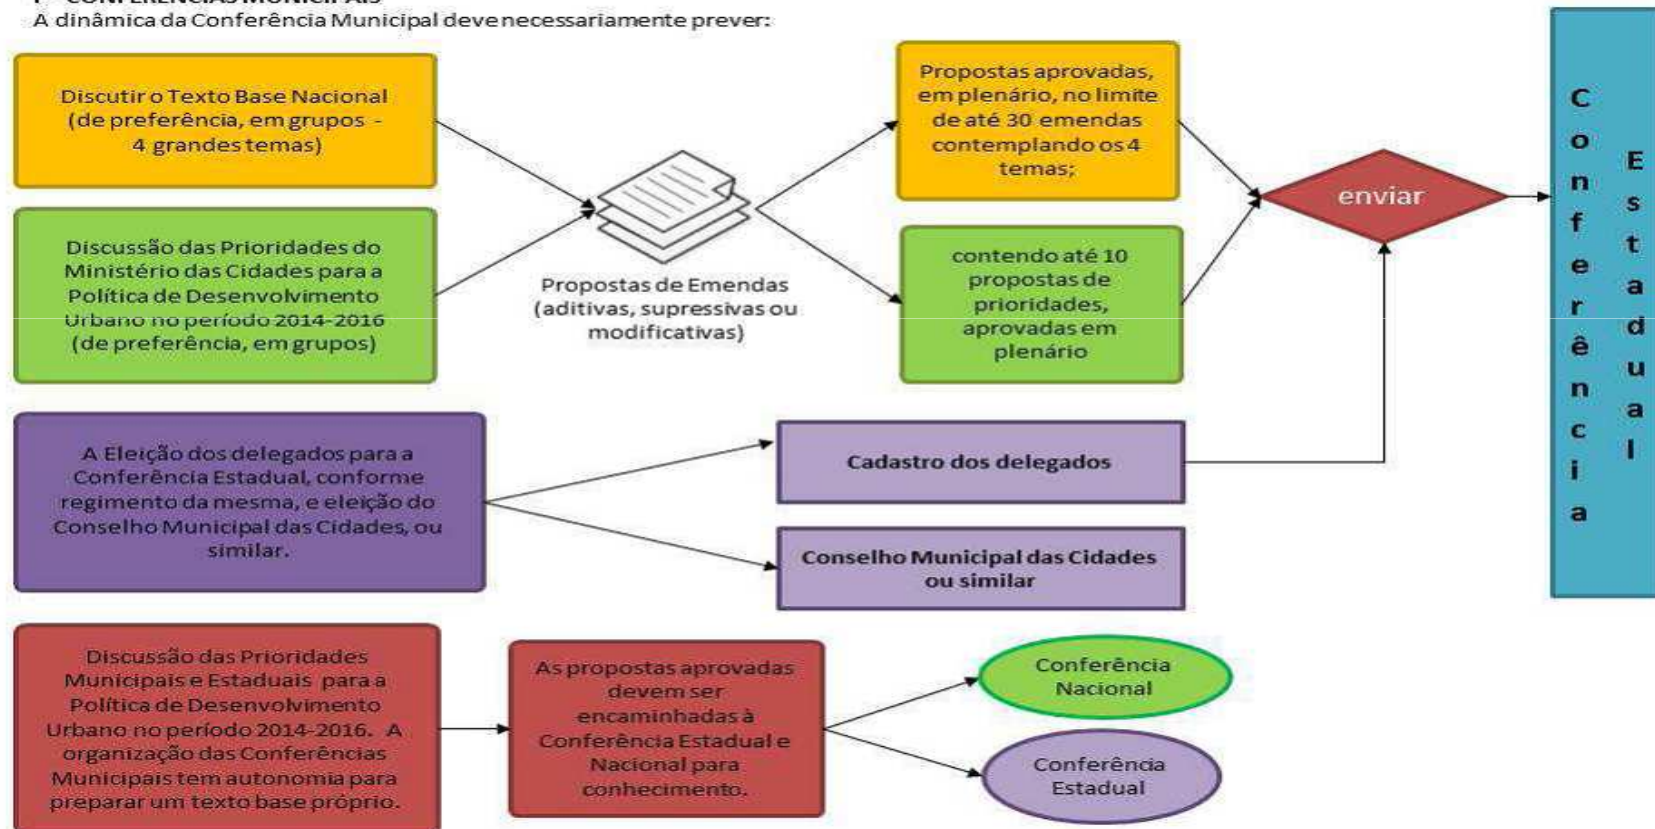 I - CONFERÊNCIAS MUNICIPAIS
A dinâmica da Conferência Municipal deve necessariamente prever:
Discutir o Texto Base Nacional
(de preferência, em grupos -
4 grandes temas)
Discussão das Prioridades do
Ministério das Cidades para a
Política de Desenvolvimento
Urbano no período 2014-2016
(de preferência, em grupos)
Propostas de Emendas
(aditivas, supressivas ou
modificativas)
Propostas aprovadas,
em plenário, no limite
de até 30 emendas
contemplando os 4
temas;
contendo até 10
propostas de
prioridades,
aprovadas em
plenário
enviar
Conferência
Estadual
A Eleição dos delegados para a
Conferência Estadual, conforme
regimento da mesma, e eleição do
Conselho Municipal das Cidades, ou
similar.
Cadastro dos delegados
Conselho Municipal das Cidades
ou similar
Discussão das Prioridades
Municipais e Estaduais para a
Política de Desenvolvimento
Urbano no período 2014-2016. A
organização das Conferências
Municipais tem autonomia para
preparar um texto base próprio.
As propostas aprovadas
devem ser
encaminhadas à
Conferência Estadual e
Nacional para
conhecimento.
Conferência
Nacional
Conferência
Estadual